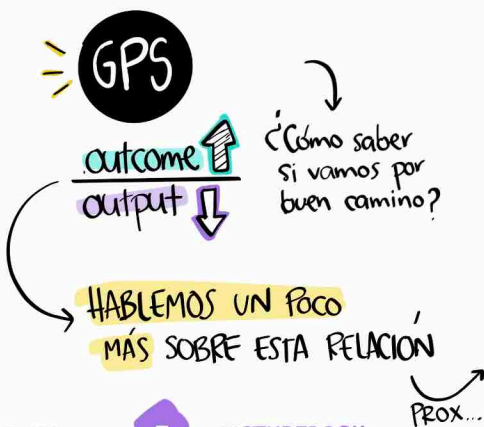 GPS
outcome
output
¿Cómo saber
si vamos por
buen camino?
HABLEMOS UN POCO
MÁS SOBRE ESTA RELACIÓN
PROX...